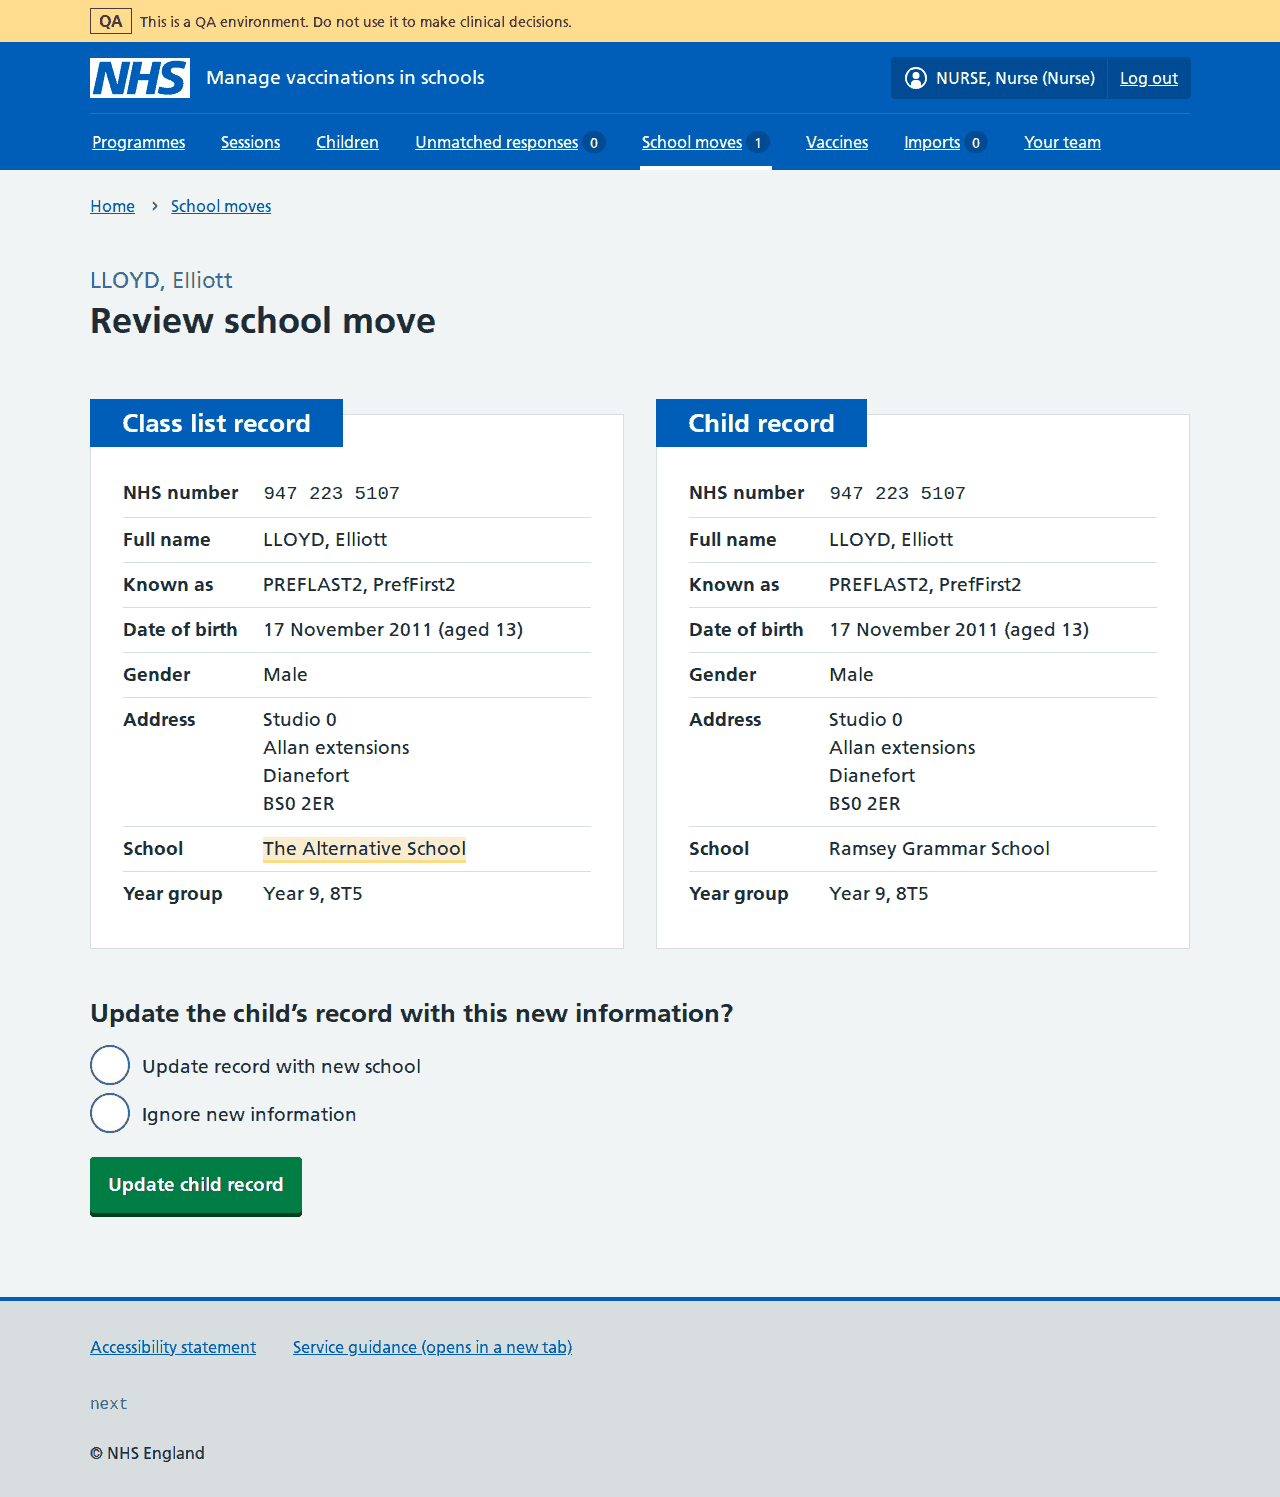 QA This is a QA environment. Do not use it to make clinical decisions.
NHS Manage vaccinations in schools NURSE, Nurse (Nurse) Log out
Programmes Sessions Children Unmatched responses 0 School moves 1 Vaccines Imports 0 Your team
Home › School moves
LLOYD, Elliott
Review school move
Class list record
NHS number 947 223 5107
Full name LLOYD, Elliott
Known as PREFLAST2, PrefFirst2
Date of birth 17 November 2011 (aged 13)
Gender Male
Address Studio 0
Allan extensions
Dianefort
BS0 2ER
School The Alternative School
Year group Year 9, 8T5
Child record
NHS number 947 223 5107
Full name LLOYD, Elliott
Known as PREFLAST2, PrefFirst2
Date of birth 17 November 2011 (aged 13)
Gender Male
Address Studio 0
Allan extensions
Dianefort
BS0 2ER
School Ramsey Grammar School
Year group Year 9, 8T5
Update the child’s record with this new information?
Update record with new school
Ignore new information
Update child record
Accessibility statement Service guidance (opens in a new tab)
next
© NHS England